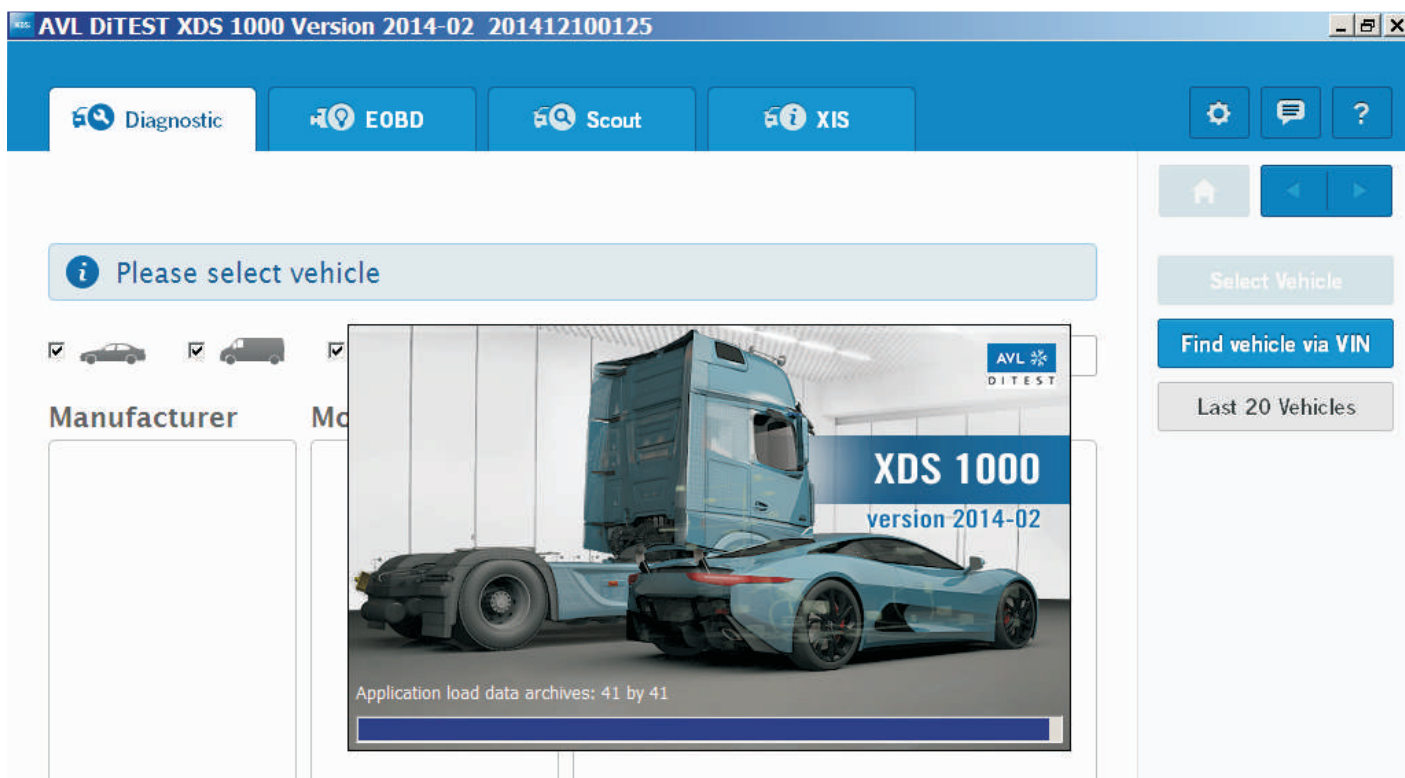 AVL DiTEST XDS 1000 Version 2014-02 201412100125
Diagnostic
EOBD
Scout
XIS
?
Please select vehicle
Select Vehicle
Find vehicle via VIN
Last 20 Vehicles
Manufacturer
Mo
AVL
DITEST
XDS 1000
version 2014-02
Application load data archives: 41 by 41